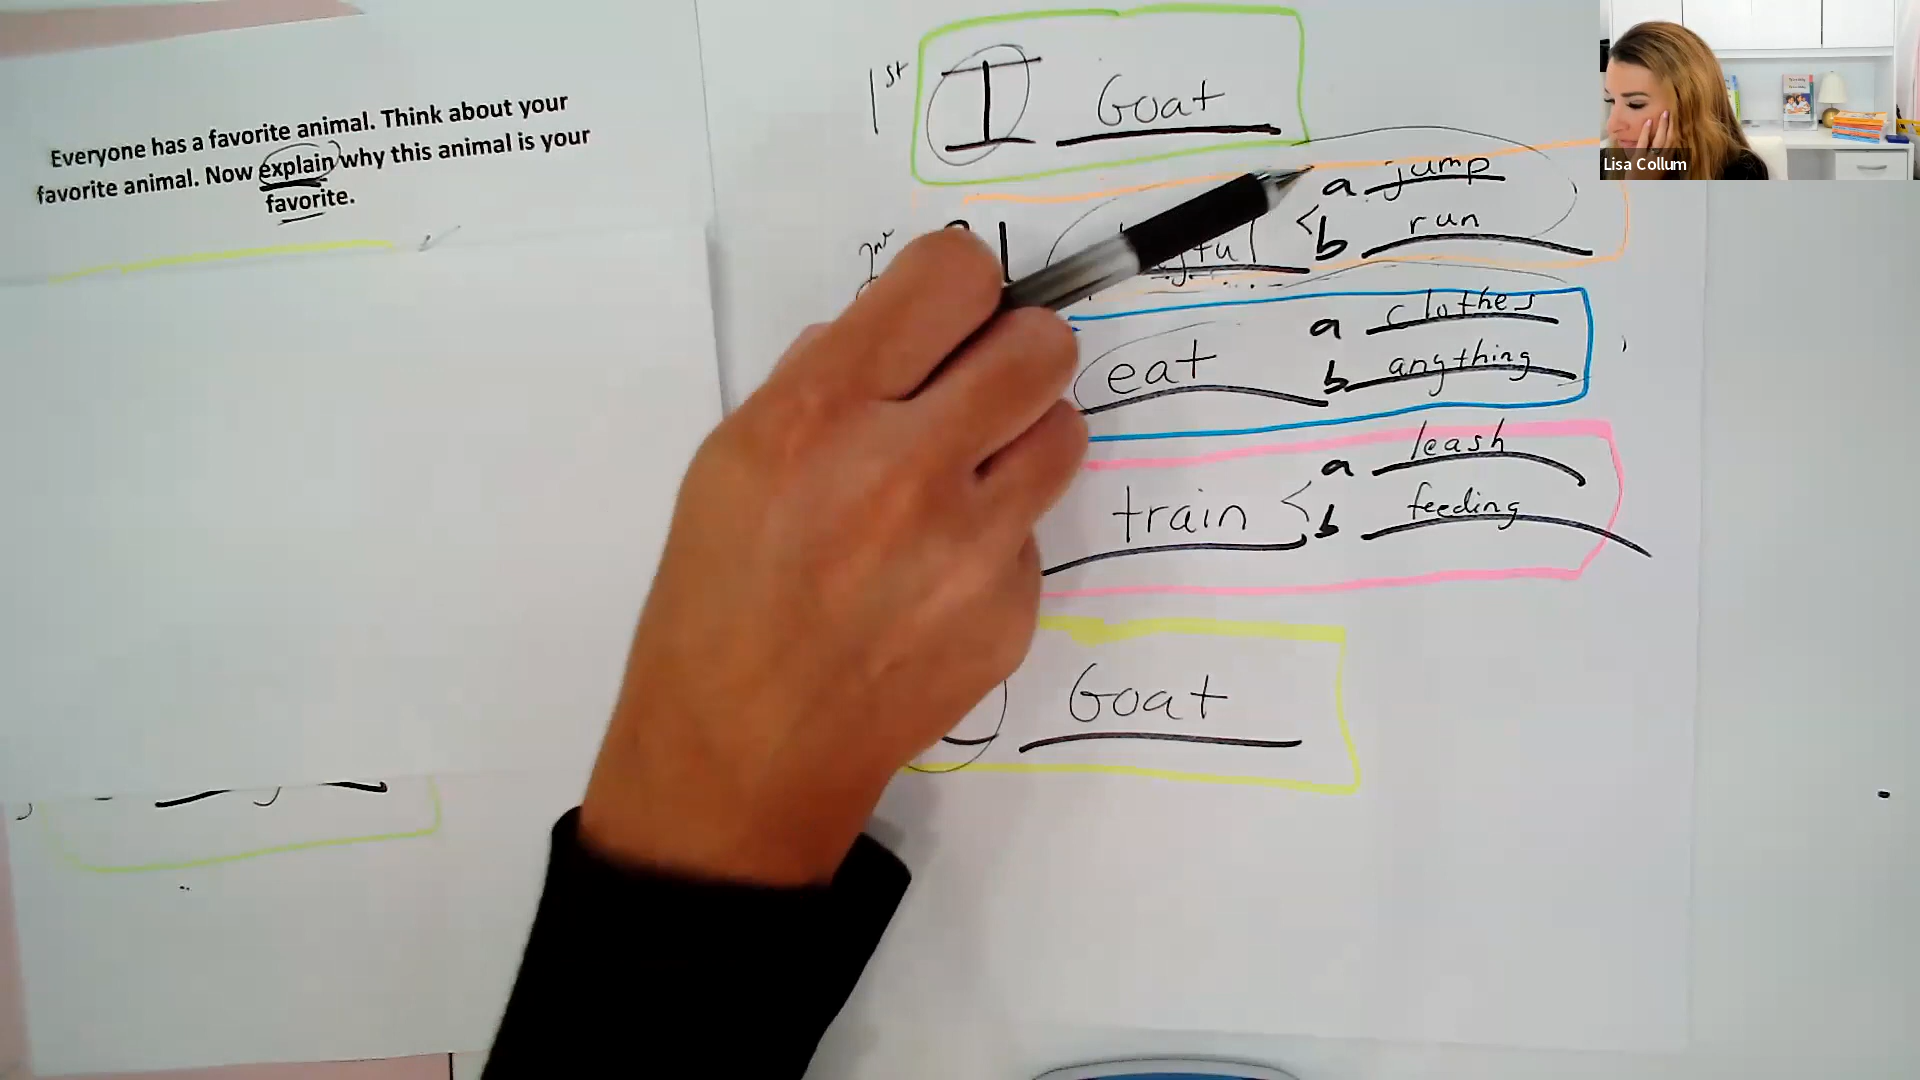 Everyone has a favorite animal. Think about your
favorite animal. Now explain why this animal is your
favorite.
1st
I Goat
a jump
b run
eat
a clothes
b anything
train
a leash
b feeding
Goat
Lisa Collum